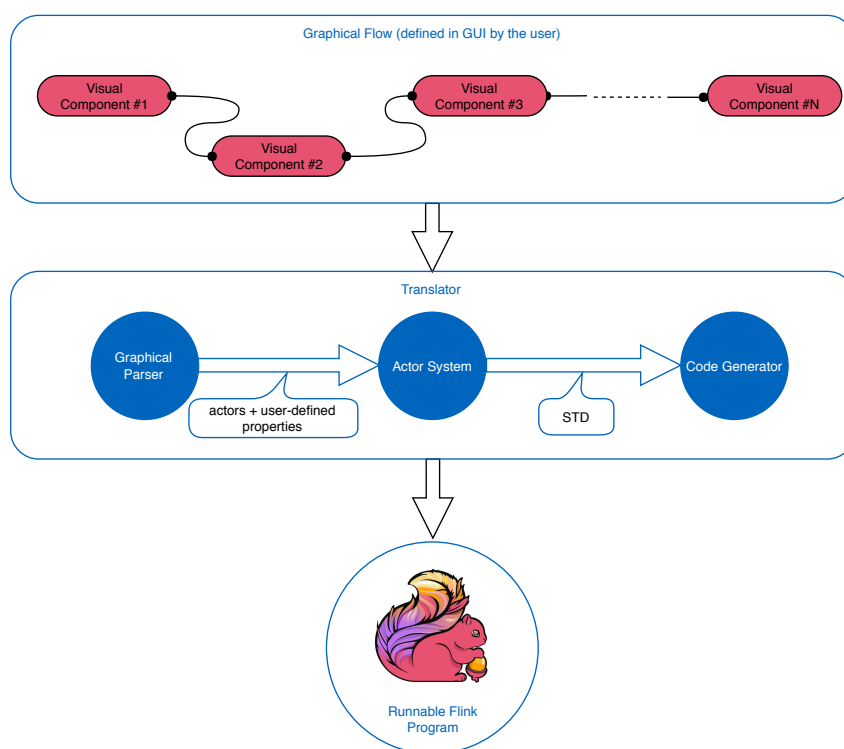 Graphical Flow (defined in GUI by the user)
Visual
Component #1
Visual
Component #2
Visual
Component #3
Visual
Component #N
Translator
Graphical
Parser
Actor System
Code Generator
actors + user-defined
properties
STD
Runnable Flink
Program